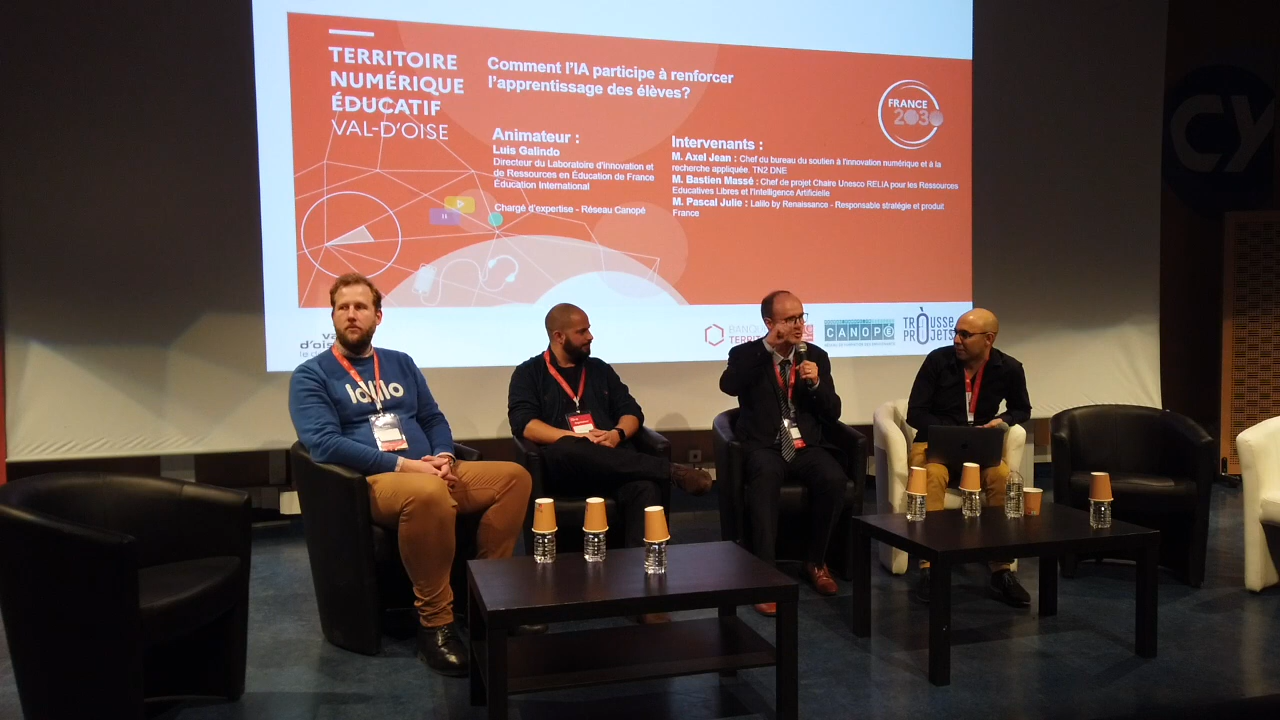 TERRITOIRE
NUMÉRIQUE
ÉDUCATIF
VAL-D'OISE
Comment l'IA participe à renforcer
l'apprentissage des élèves?
FRANCE
2030
Animateur :
Luis Galindo
Directeur du Laboratoire d'innovation et
de Ressources en Éducation de France
Éducation International
Chargé d'expertise - Réseau Canopé
Intervenants :
M. Axel Jean : Chef du bureau du soutien à l'innovation numérique et à la
recherche appliquée. TN2 DNE
M. Bastien Massé : Chef de projet Chaire Unesco RELIA pour les Ressources
Educatives Libres et l'Intelligence Artificielle
M. Pascal Julie : Lalilo by Renaissance - Responsable stratégie et produit
France
d'ois
CANOPÉ
TRÒUSSE
PRÒJETS
CY
lalilo